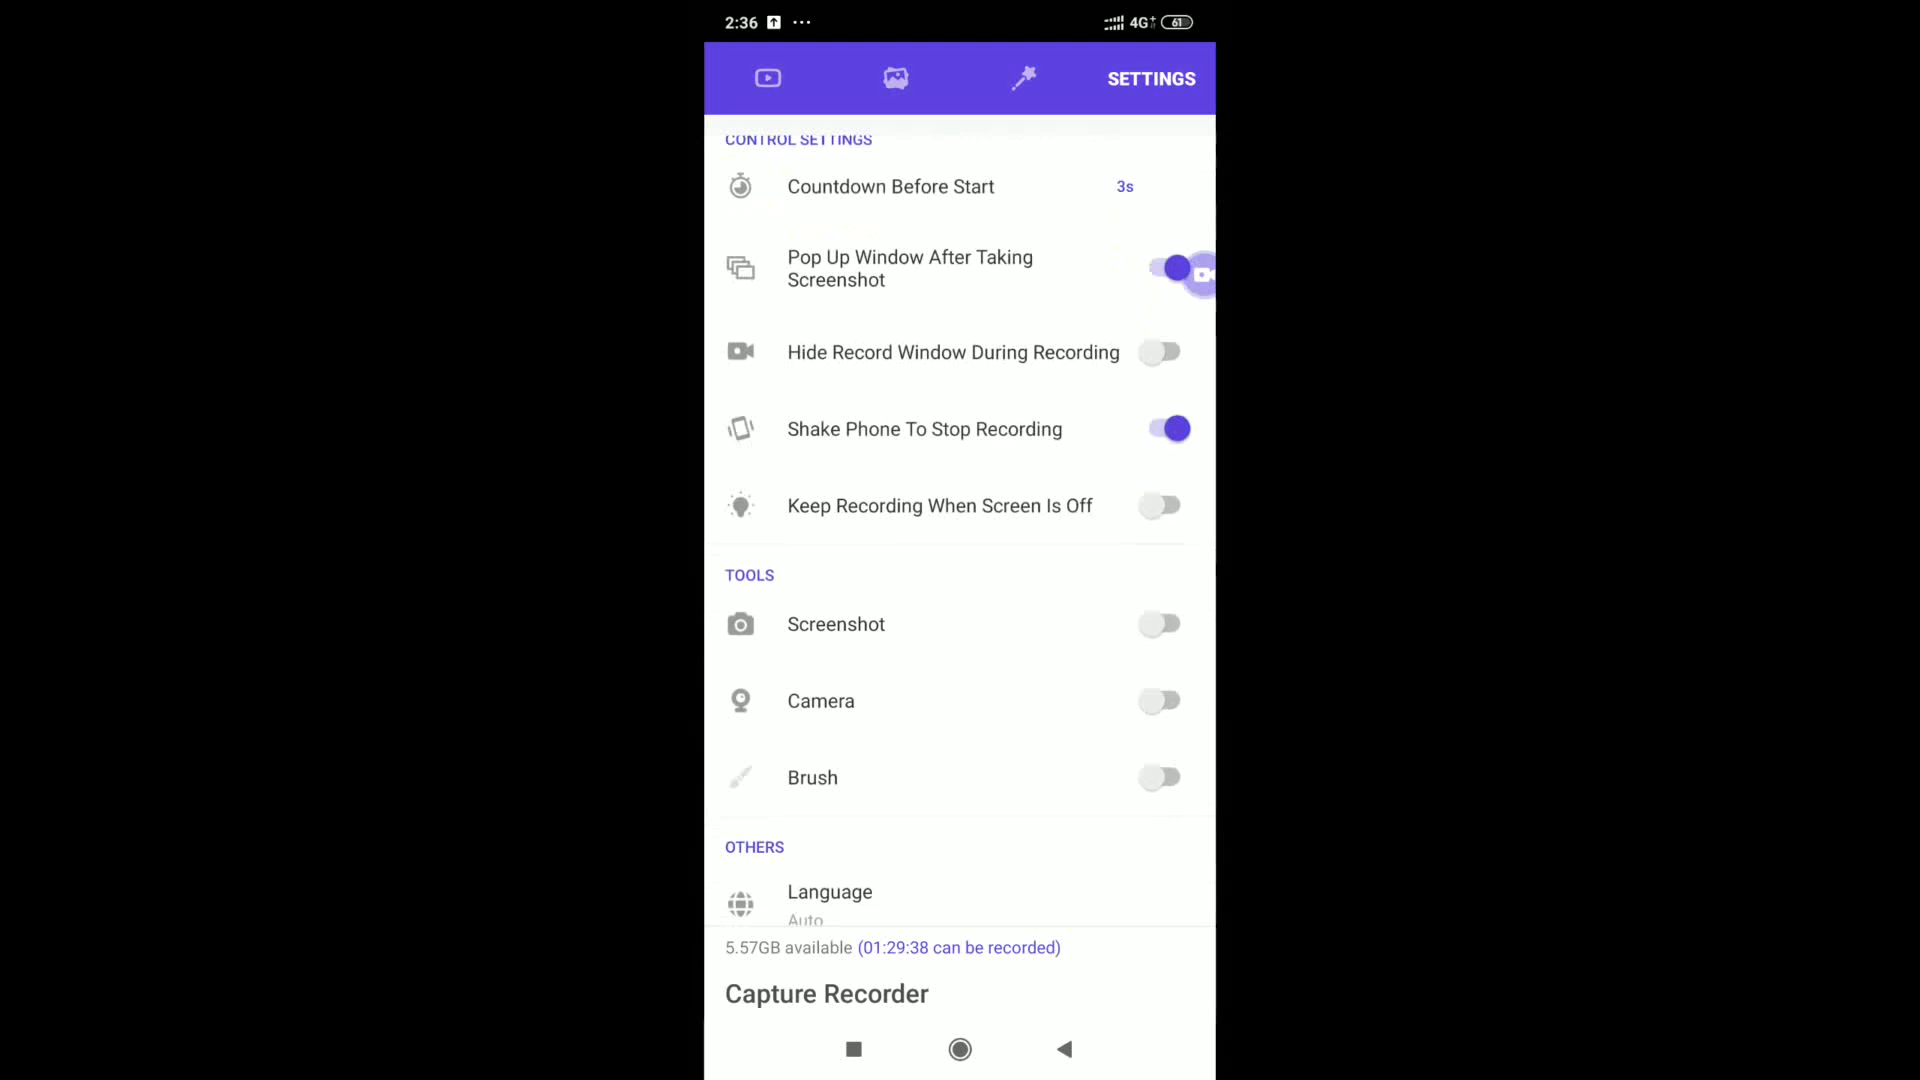 2:36 ... 4G+ 61
SETTINGS
CONTROL SETTINGS
Countdown Before Start 3s
Pop Up Window After Taking
Screenshot
Hide Record Window During Recording
Shake Phone To Stop Recording
Keep Recording When Screen Is Off
TOOLS
Screenshot
Camera
Brush
OTHERS
Language
Auto
5.57GB available (01:29:38 can be recorded)
Capture Recorder